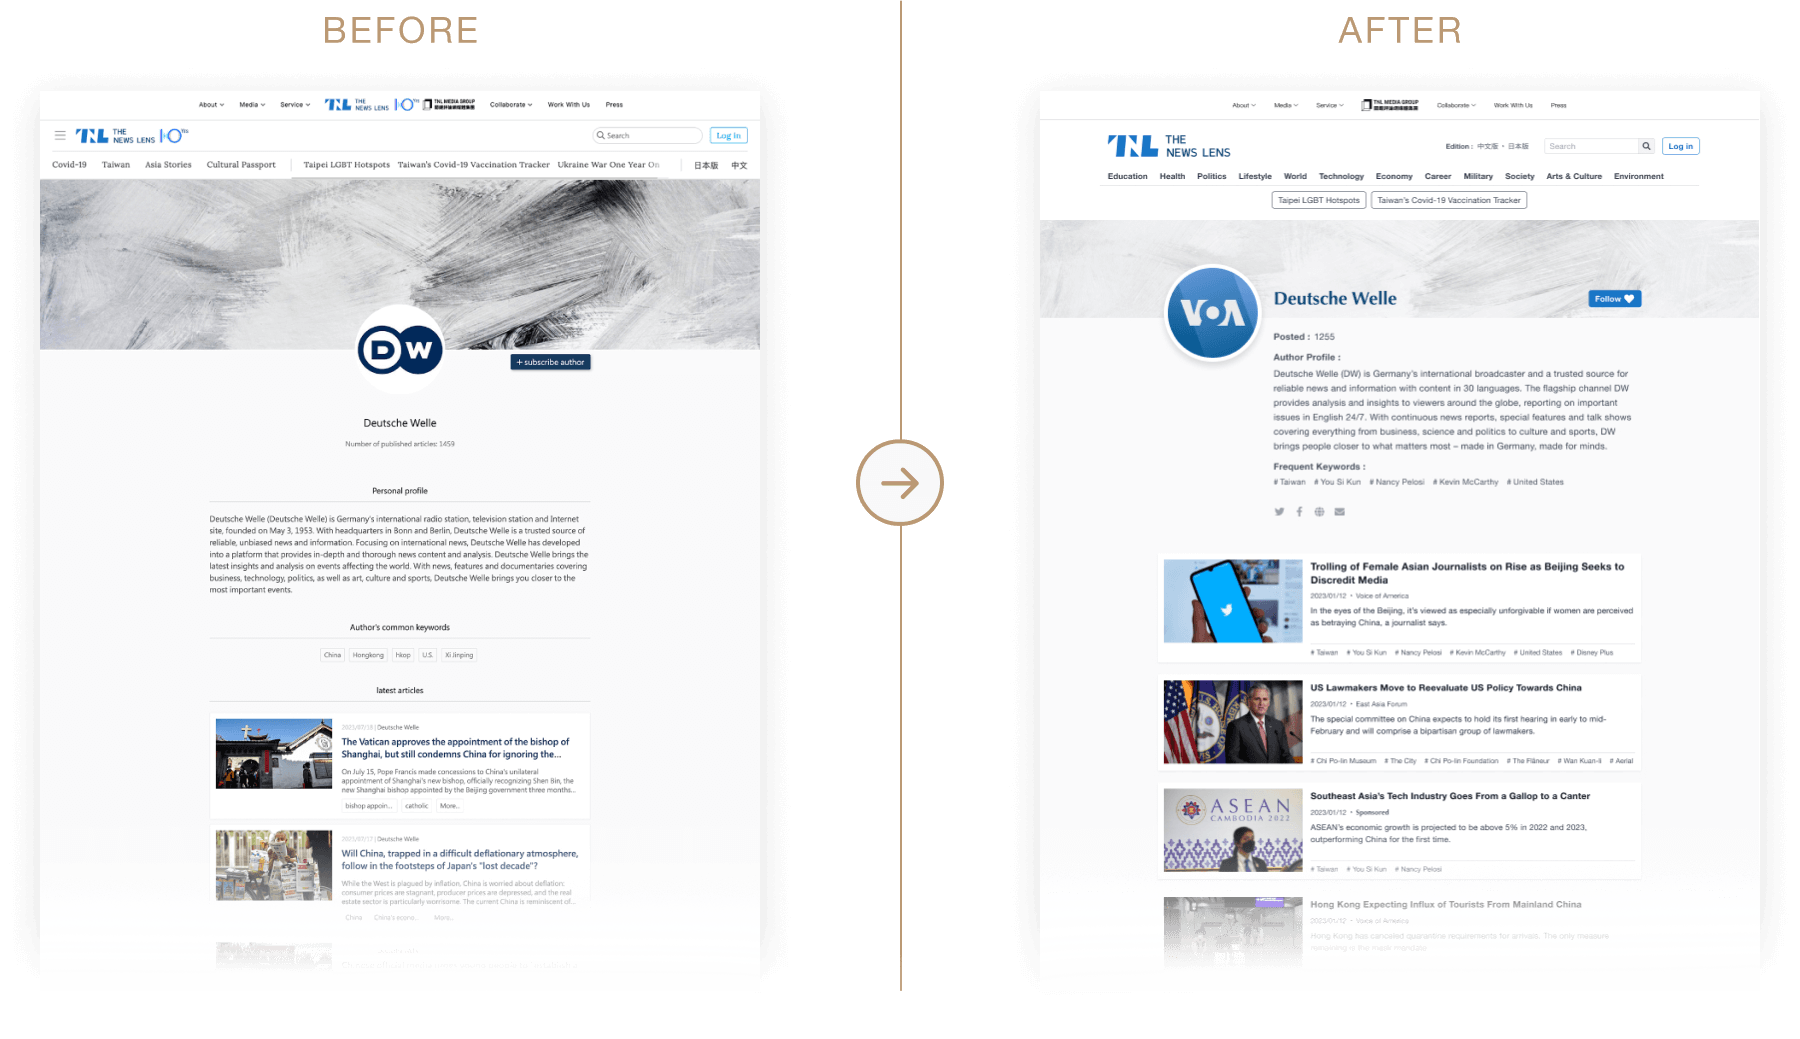 BEFORE
About Media Service TNL THE NEWS LENS 10TH TNL MEDIA GROUP Collaborate Work With Us Press
TNL THE NEWS LENS 10TH Search Log In
Covid-19 Taiwan Asia Stories Cultural Passport Taipei LGBT Hotspots Taiwan's Covid-19 Vaccination Tracker Ukraine War One Year On 日本版 中文
DW
+ subscribe author
Deutsche Welle
Number of published articles: 1459
Personal profile
Deutsche Welle (Deutsche Welle) is Germany's international radio station, television station and Internet
site, founded on May 3, 1953. With headquarters in Bonn and Berlin, Deutsche Welle is a trusted source of
reliable, unbiased news and information. Focusing on international news, Deutsche Welle has developed
into a platform that provides in-depth and thorough news content and analysis. Deutsche Welle brings the
latest insights and analysis on events affecting the world. With news, features and documentaries covering
business, technology, politics, as well as art, culture and sports, Deutsche Welle brings you closer to the
most important events.
Author's common keywords
China Hongkong hkop U.S. Xi Jinping
latest articles
2023/07/18 | Deutsche Welle
The Vatican approves the appointment of the bishop of
Shanghai, but still condemns China for ignoring the...
On July 15, Pope Francis made concessions to China's unilateral
appointment of Shanghai's new bishop, officially recognizing Shen Bin, the
new Shanghai bishop appointed by the Beijing government three months...
bishop appoin... catholic More..
2023/07/17 | Deutsche Welle
Will China, trapped in a difficult deflationary atmosphere,
follow in the footsteps of Japan's "lost decade"?
While the West is plagued by inflation, China is worried about deflation:
consumer prices are stagnant, producer prices are depressed, and the real
estate sector is particularly worrisome. The current China is reminiscent of...
China China's econo... More..
AFTER
About Media Service TNL MEDIA GROUP Collaborate Work With Us Press
TNL THE NEWS LENS Edition : 中文版 • 日本版 Search Log in
Education Health Politics Lifestyle World Technology Economy Career Military Society Arts & Culture Environment
Taipei LGBT Hotspots Taiwan's Covid-19 Vaccination Tracker
VOA
Deutsche Welle
Follow
Posted : 1255
Author Profile :
Deutsche Welle (DW) is Germany's international broadcaster and a trusted source for
reliable news and information with content in 30 languages. The flagship channel DW
provides analysis and insights to viewers around the globe, reporting on important
issues in English 24/7. With continuous news reports, special features and talk shows
covering everything from business, science and politics to culture and sports, DW
brings people closer to what matters most – made in Germany, made for minds.
Frequent Keywords :
# Taiwan # You Si Kun # Nancy Pelosi # Kevin McCarthy # United States
Trolling of Female Asian Journalists on Rise as Beijing Seeks to
Discredit Media
2023/01/12 • Voice of America
In the eyes of the Beijing, it's viewed as especially unforgivable if women are perceived
as betraying China, a journalist says.
# Taiwan # You Si Kun # Nancy Pelosi # Kevin McCarthy # United States # Disney Plus
US Lawmakers Move to Reevaluate US Policy Towards China
2023/01/12 • East Asia Forum
The special committee on China expects to hold its first hearing in early to mid-
February and will comprise a bipartisan group of lawmakers.
# Chi Po-lin Museum # The City # Chi Po-lin Foundation # The Flâneur # Wan Kuan-li # Aerial
ASEAN
CAMBODIA 2022
Southeast Asia's Tech Industry Goes From a Gallop to a Canter
2023/01/12 • Sponsored
ASEAN's economic growth is projected to be above 5% in 2022 and 2023,
outperforming China for the first time.
# Taiwan # You Si Kun # Nancy Pelosi
Hong Kong Expecting Influx of Tourists From Mainland China
2023/01/12 • Voice of America
Hong Kong has canceled quarantine requirements for arrivals. The only measure
remaining is the mask mandate.